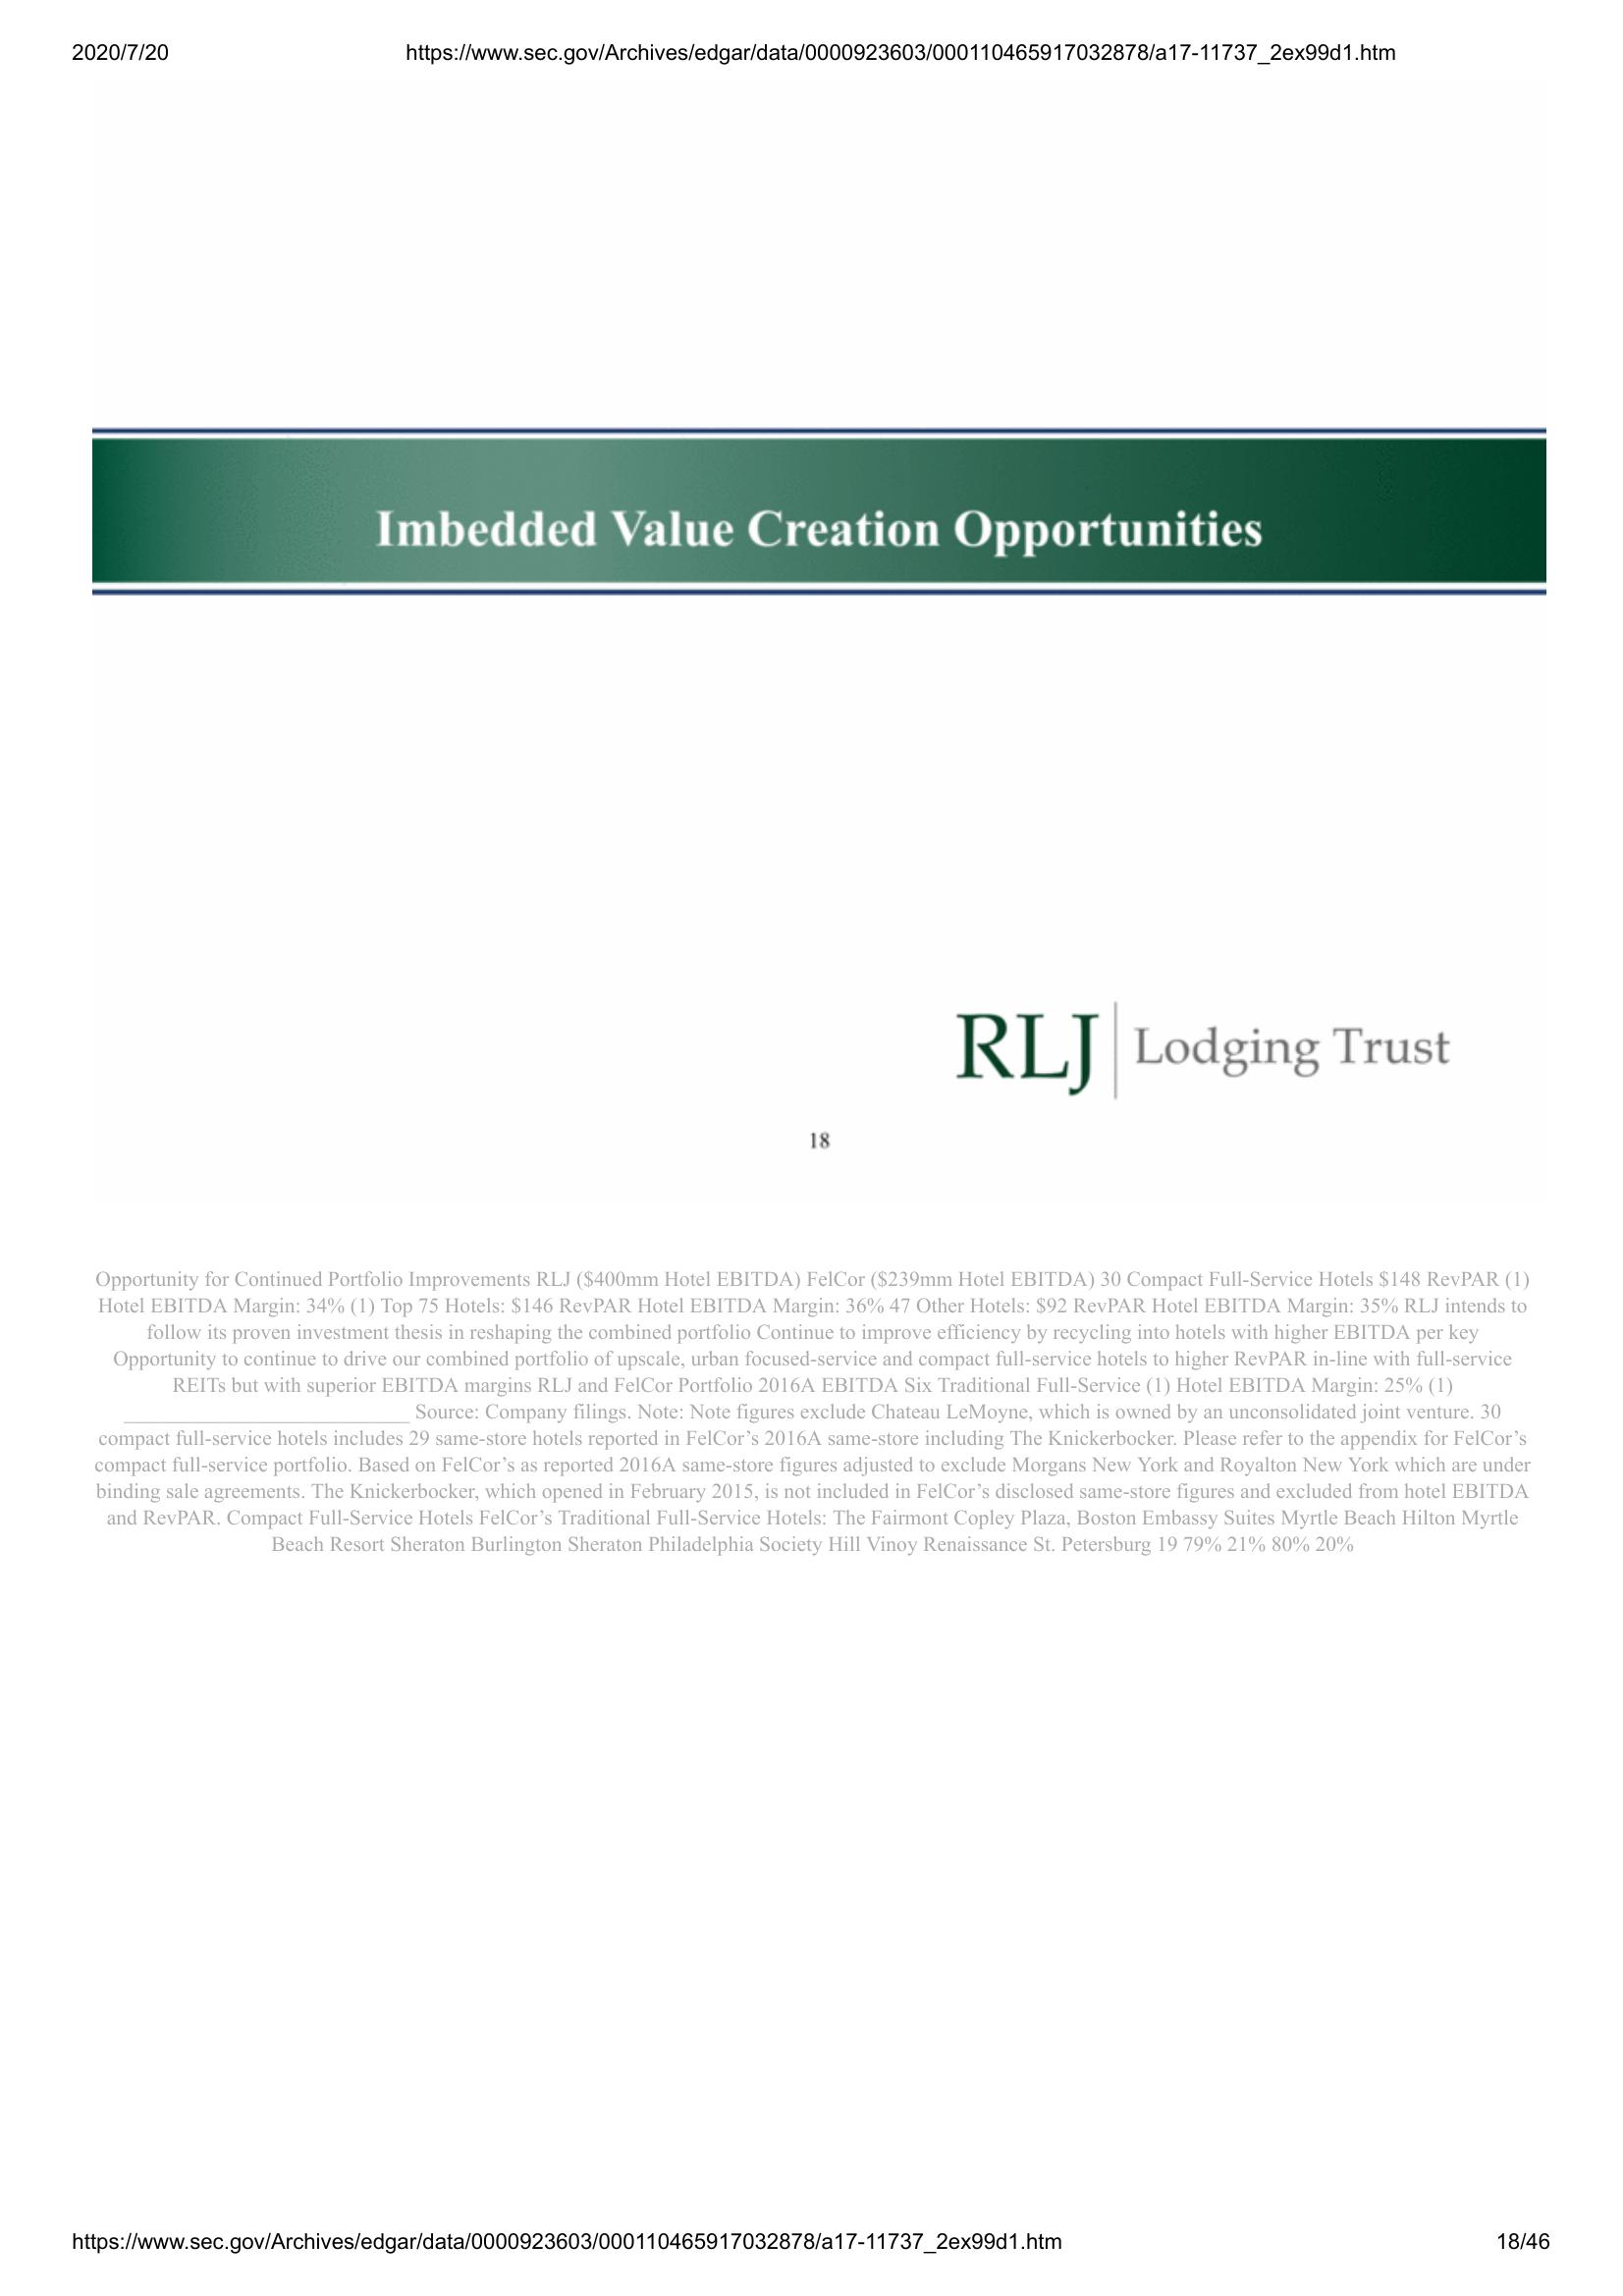 2020/7/20 https://www.sec.gov/Archives/edgar/data/0000923603/000110465917032878/a17-11737_2ex99d1.htm
Imbedded Value Creation Opportunities
RLJ Lodging Trust
18
Opportunity for Continued Portfolio Improvements RLJ ($400mm Hotel EBITDA) FelCor ($239mm Hotel EBITDA) 30 Compact Full-Service Hotels $148 RevPAR (1)
Hotel EBITDA Margin: 34% (1) Top 75 Hotels: $146 RevPAR Hotel EBITDA Margin: 36% 47 Other Hotels: $92 RevPAR Hotel EBITDA Margin: 35% RLJ intends to
follow its proven investment thesis in reshaping the combined portfolio Continue to improve efficiency by recycling into hotels with higher EBITDA per key
Opportunity to continue to drive our combined portfolio of upscale, urban focused-service and compact full-service hotels to higher RevPAR in-line with full-service
REITs but with superior EBITDA margins RLJ and FelCor Portfolio 2016A EBITDA Six Traditional Full-Service (1) Hotel EBITDA Margin: 25% (1)
___________________________ Source: Company filings. Note: Note figures exclude Chateau LeMoyne, which is owned by an unconsolidated joint venture. 30
compact full-service hotels includes 29 same-store hotels reported in FelCor’s 2016A same-store including The Knickerbocker. Please refer to the appendix for FelCor’s
compact full-service portfolio. Based on FelCor’s as reported 2016A same-store figures adjusted to exclude Morgans New York and Royalton New York which are under
binding sale agreements. The Knickerbocker, which opened in February 2015, is not included in FelCor’s disclosed same-store figures and excluded from hotel EBITDA
and RevPAR. Compact Full-Service Hotels FelCor’s Traditional Full-Service Hotels: The Fairmont Copley Plaza, Boston Embassy Suites Myrtle Beach Hilton Myrtle
Beach Resort Sheraton Burlington Sheraton Philadelphia Society Hill Vinoy Renaissance St. Petersburg 19 79% 21% 80% 20%
https://www.sec.gov/Archives/edgar/data/0000923603/000110465917032878/a17-11737_2ex99d1.htm 18/46